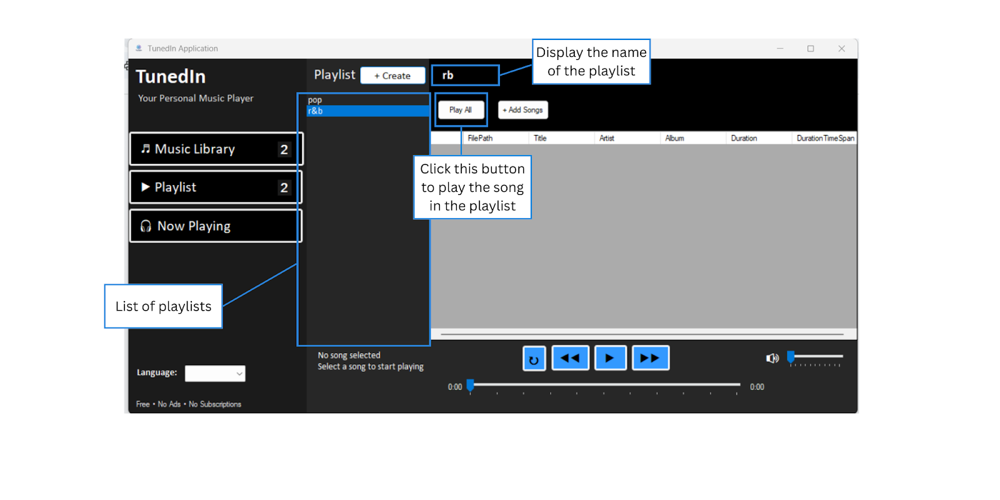 TunedIn Application
Display the name
of the playlist
TunedIn
Your Personal Music Player
Playlist
+ Create
rb
pop
r&b
Play All
+ Add Songs
FilePath Title Artist Album Duration DurationTimeSpan
♬ Music Library 2
▶ Playlist 2
🎧 Now Playing
Click this button
to play the song
in the playlist
List of playlists
No song selected
Select a song to start playing
Language:
0:00
0:00
Free • No Ads • No Subscriptions